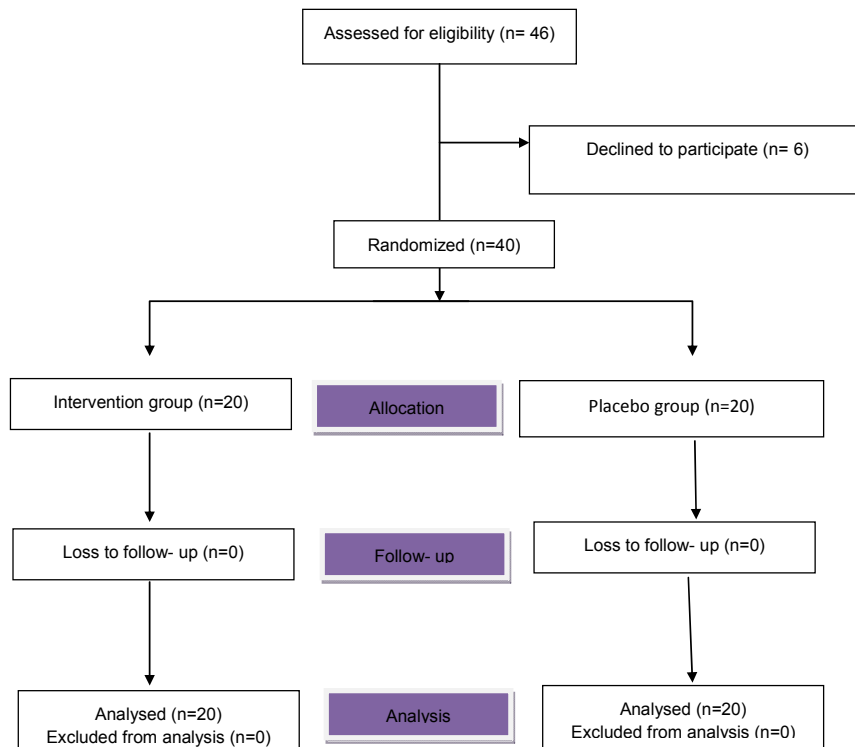 Assessed for eligibility (n= 46)
Declined to participate (n= 6)
Randomized (n=40)
Intervention group (n=20)
Allocation
Placebo group (n=20)
Loss to follow- up (n=0)
Follow- up
Loss to follow- up (n=0)
Analysed (n=20)
Excluded from analysis (n=0)
Analysis
Analysed (n=20)
Excluded from analysis (n=0)